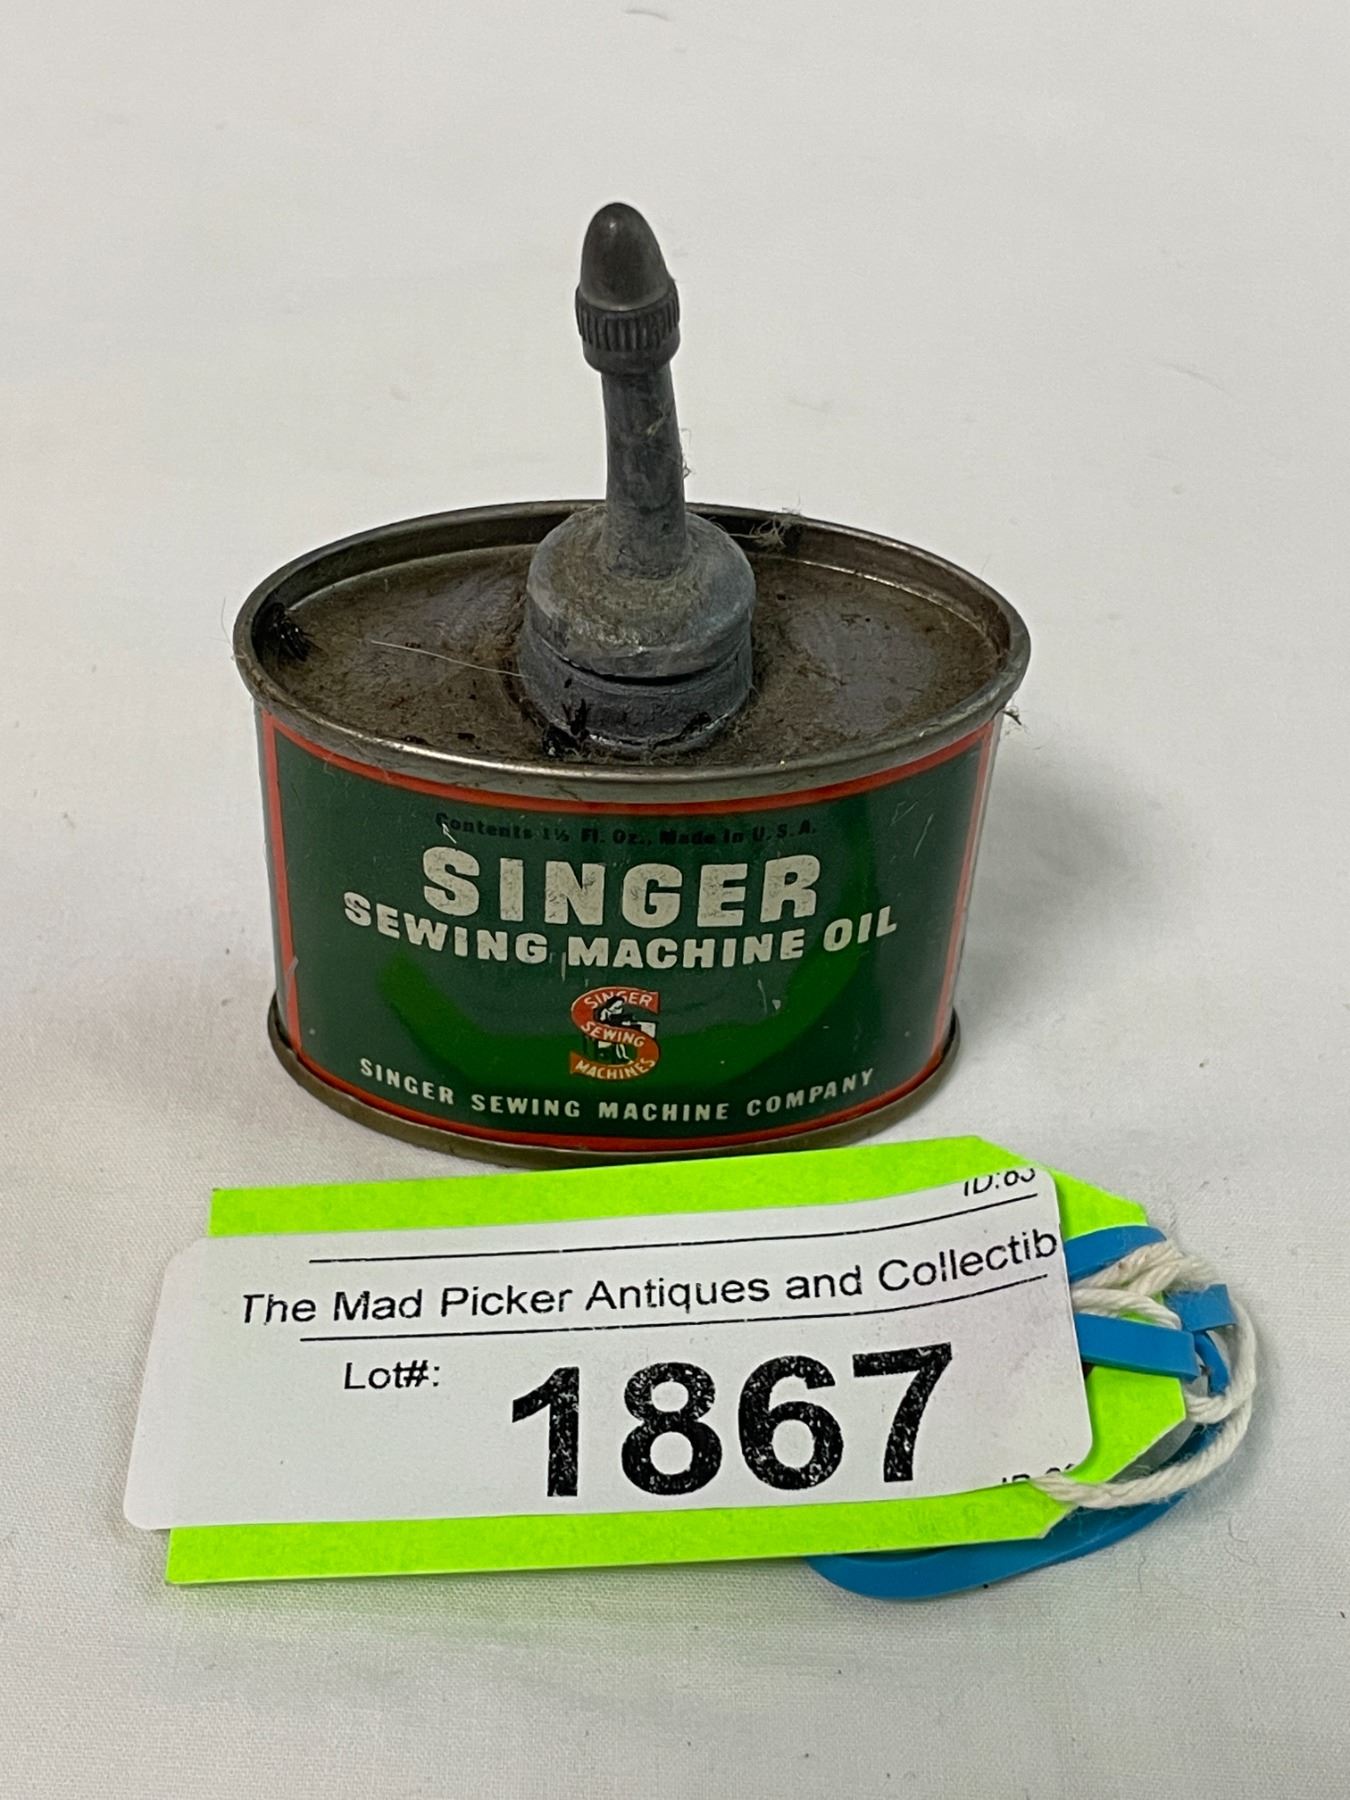 Contents 1⅓ Fl. Oz., Made in U.S.A.
SINGER
SEWING MACHINE OIL
SINGER
SEWING
MACHINES
SINGER SEWING MACHINE COMPANY
The Mad Picker Antiques and Collectib
Lot#:
1867